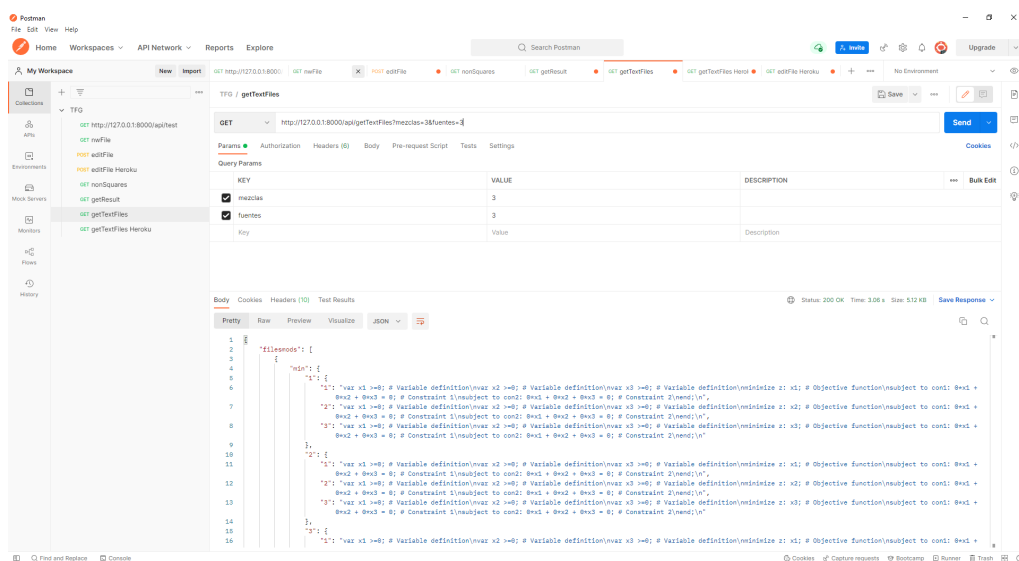 Postman
File Edit View Help
Home Workspaces API Network Reports Explore
Search Postman
Invite
Upgrade
My Workspace
New Import
GET http://127.0.0.1:8000/ GET nwFile POST editFile GET nonSquares GET getResult GET getTextFiles GET getTextFiles Herol GET editFile Heroku
No Environment
Collections
APIs
Environments
Mock Servers
Monitors
Flows
History
TFG
GET http://127.0.0.1:8000/api/test
GET nwFile
POST editFile
POST editFile Heroku
GET nonSquares
GET getResult
GET getTextFiles
GET getTextFiles Heroku
TFG / getTextFiles
Save
GET http://127.0.0.1:8000/api/getTextFiles?mezclas=3&fuentes=3
Send
Params Authorization Headers (6) Body Pre-request Script Tests Settings
Cookies
Query Params
KEY VALUE DESCRIPTION Bulk Edit
mezclas 3
fuentes 3
Key Value Description
Body Cookies Headers (10) Test Results
Status: 200 OK Time: 3.06 s Size: 5.12 KB Save Response
Pretty Raw Preview Visualize JSON
1 {
2 "filesmods": [
3 {
4 "min": {
5 "1": {
6 "1": "var x1 >=0; # Variable definition\nvar x2 >=0; # Variable definition\nvar x3 >=0; # Variable definition\nminimize z: x1; # Objective function\nsubject to con1: 0*x1 +
0*x2 + 0*x3 = 0; # Constraint 1\nsubject to con2: 0*x1 + 0*x2 + 0*x3 = 0; # Constraint 2\nend;\n",
7 "2": "var x1 >=0; # Variable definition\nvar x2 >=0; # Variable definition\nvar x3 >=0; # Variable definition\nminimize z: x2; # Objective function\nsubject to con1: 0*x1 +
0*x2 + 0*x3 = 0; # Constraint 1\nsubject to con2: 0*x1 + 0*x2 + 0*x3 = 0; # Constraint 2\nend;\n",
8 "3": "var x1 >=0; # Variable definition\nvar x2 >=0; # Variable definition\nvar x3 >=0; # Variable definition\nminimize z: x3; # Objective function\nsubject to con1: 0*x1 +
0*x2 + 0*x3 = 0; # Constraint 1\nsubject to con2: 0*x1 + 0*x2 + 0*x3 = 0; # Constraint 2\nend;\n"
9 },
10 "2": {
11 "1": "var x1 >=0; # Variable definition\nvar x2 >=0; # Variable definition\nvar x3 >=0; # Variable definition\nminimize z: x1; # Objective function\nsubject to con1: 0*x1 +
0*x2 + 0*x3 = 0; # Constraint 1\nsubject to con2: 0*x1 + 0*x2 + 0*x3 = 0; # Constraint 2\nend;\n",
12 "2": "var x1 >=0; # Variable definition\nvar x2 >=0; # Variable definition\nvar x3 >=0; # Variable definition\nminimize z: x2; # Objective function\nsubject to con1: 0*x1 +
0*x2 + 0*x3 = 0; # Constraint 1\nsubject to con2: 0*x1 + 0*x2 + 0*x3 = 0; # Constraint 2\nend;\n",
13 "3": "var x1 >=0; # Variable definition\nvar x2 >=0; # Variable definition\nvar x3 >=0; # Variable definition\nminimize z: x3; # Objective function\nsubject to con1: 0*x1 +
0*x2 + 0*x3 = 0; # Constraint 1\nsubject to con2: 0*x1 + 0*x2 + 0*x3 = 0; # Constraint 2\nend;\n"
14 },
15 "3": {
16 "1": "var x1 >=0; # Variable definition\nvar x2 >=0; # Variable definition\nvar x3 >=0; # Variable definition\nminimize z: x1; # Objective function\nsubject to con1: 0*x1 +
Find and Replace Console
Cookies Capture requests Bootcamp Runner Trash